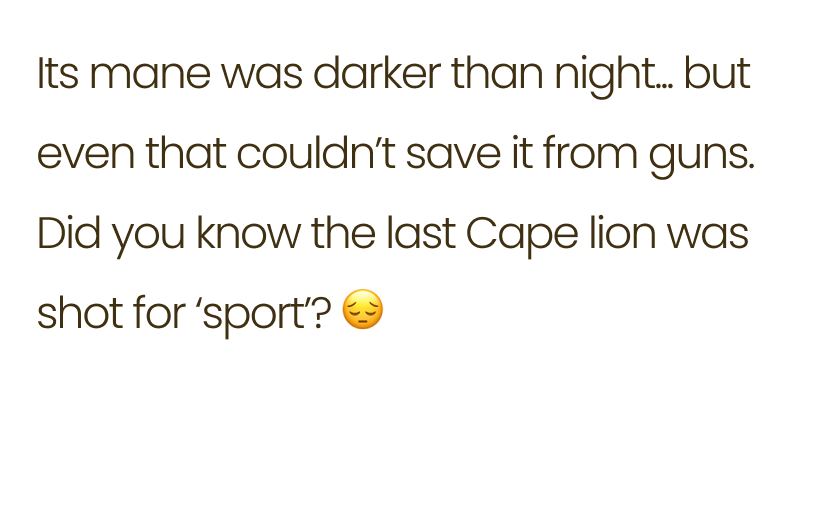 Its mane was darker than night... but
even that couldn’t save it from guns.
Did you know the last Cape lion was
shot for ‘sport’? 😔